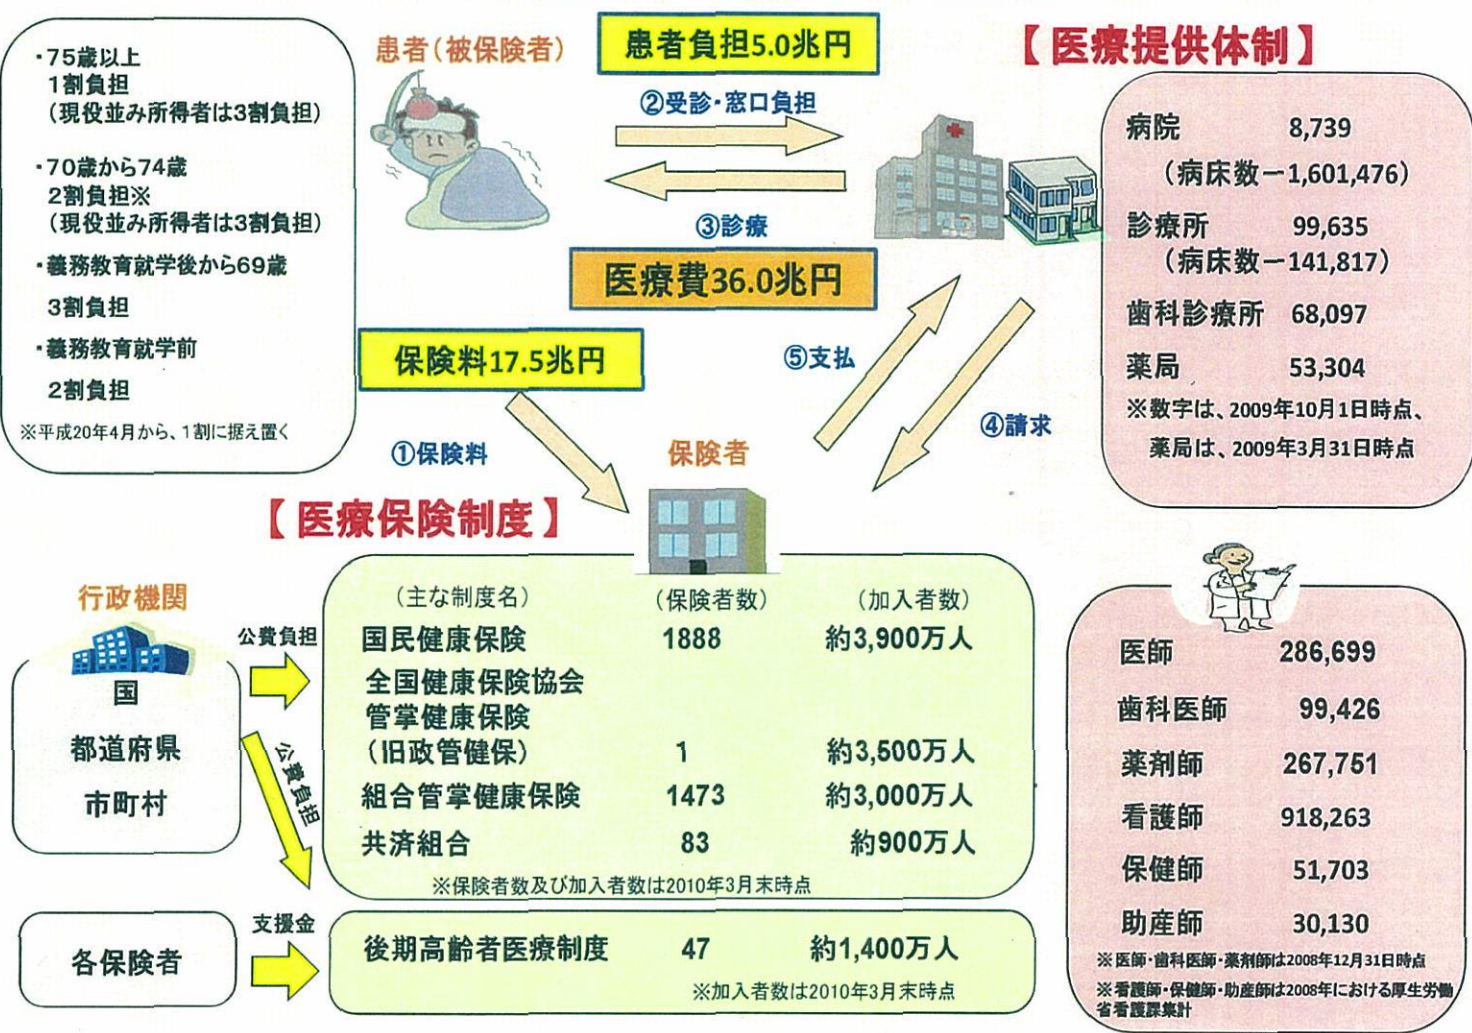 ・75歳以上
1割負担
（現役並み所得者は3割負担）
・70歳から74歳
2割負担※
（現役並み所得者は3割負担）
・義務教育就学後から69歳
3割負担
・義務教育就学前
2割負担
※平成20年4月から、1割に据え置く
患者（被保険者）
患者負担5.0兆円
②受診・窓口負担
③診療
医療費36.0兆円
保険料17.5兆円
①保険料
⑤支払
④請求
保険者
【医療提供体制】
病院 8,739
（病床数－1,601,476）
診療所 99,635
（病床数－141,817）
歯科診療所 68,097
薬局 53,304
※数字は、2009年10月1日時点、
薬局は、2009年3月31日時点
【医療保険制度】
行政機関
国
都道府県
市町村
公費負担
公費負担
（主な制度名） （保険者数） （加入者数）
国民健康保険 1888 約3,900万人
全国健康保険協会
管掌健康保険
（旧政管健保） 1 約3,500万人
組合管掌健康保険 1473 約3,000万人
共済組合 83 約900万人
※保険者数及び加入者数は2010年3月末時点
各保険者
支援金
後期高齢者医療制度 47 約1,400万人
※加入者数は2010年3月末時点
医師 286,699
歯科医師 99,426
薬剤師 267,751
看護師 918,263
保健師 51,703
助産師 30,130
※医師・歯科医師・薬剤師は2008年12月31日時点
※看護師・保健師・助産師は2008年における厚生労働
省看護課集計